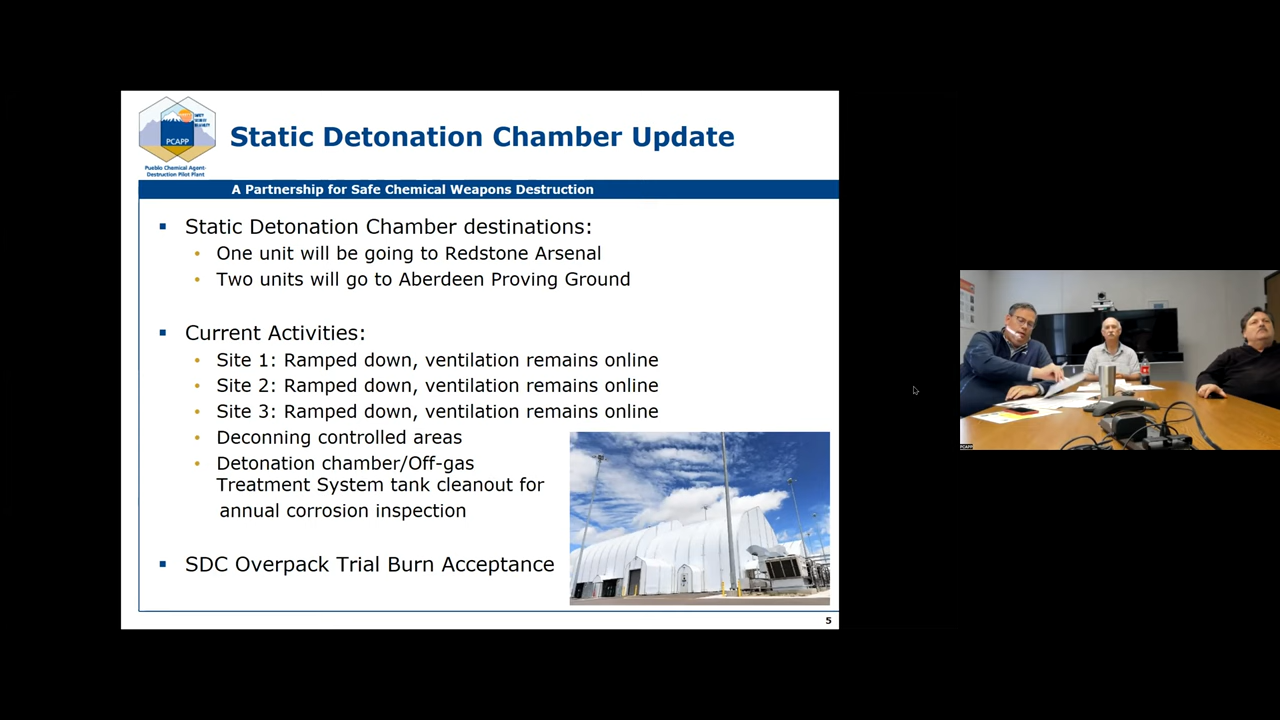 PCAPP
Pueblo Chemical Agent-
Destruction Pilot Plant
Static Detonation Chamber Update
A Partnership for Safe Chemical Weapons Destruction
▪ Static Detonation Chamber destinations:
• One unit will be going to Redstone Arsenal
• Two units will go to Aberdeen Proving Ground
▪ Current Activities:
• Site 1: Ramped down, ventilation remains online
• Site 2: Ramped down, ventilation remains online
• Site 3: Ramped down, ventilation remains online
• Deconning controlled areas
• Detonation chamber/Off-gas
Treatment System tank cleanout for
annual corrosion inspection
▪ SDC Overpack Trial Burn Acceptance
5
PCAPP